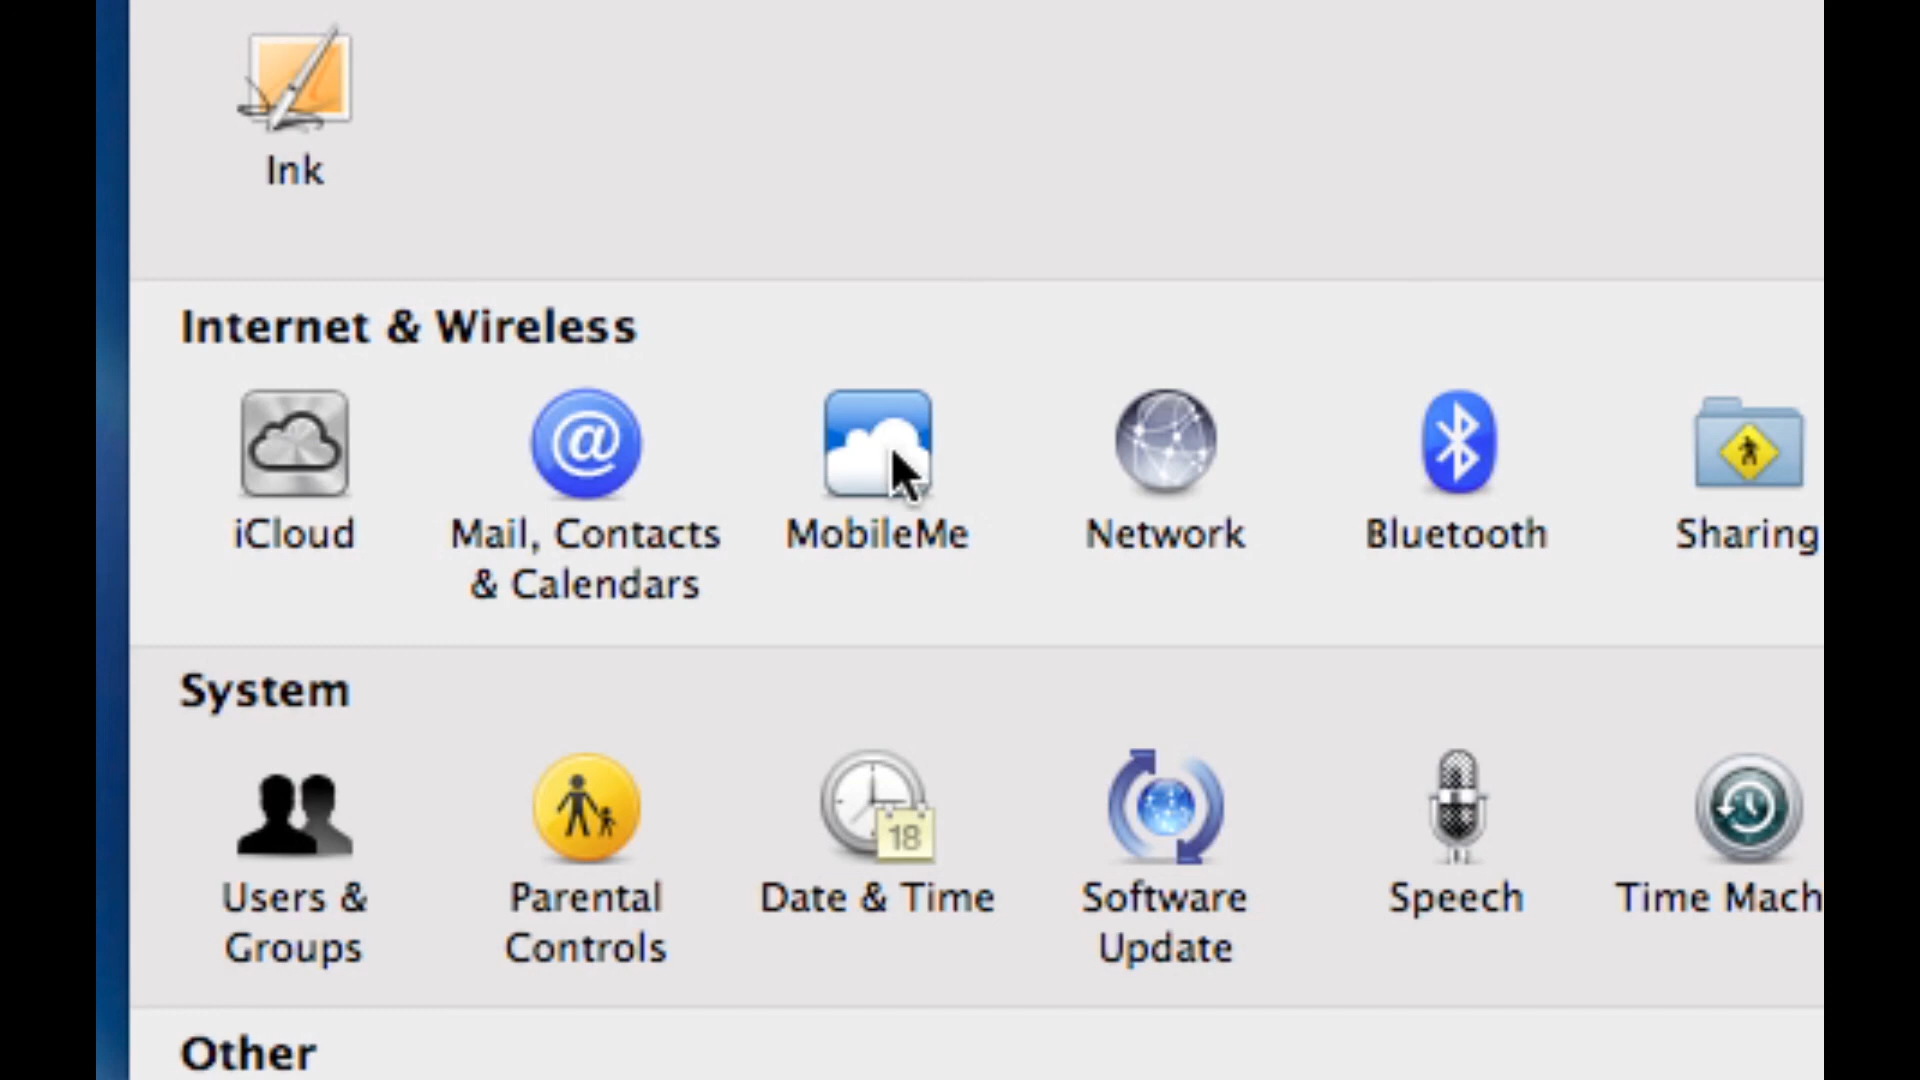 Ink
Internet & Wireless
iCloud
Mail, Contacts
& Calendars
MobileMe
Network
Bluetooth
Sharing
System
Users &
Groups
Parental
Controls
Date & Time
18
Software
Update
Speech
Time Mach
Other